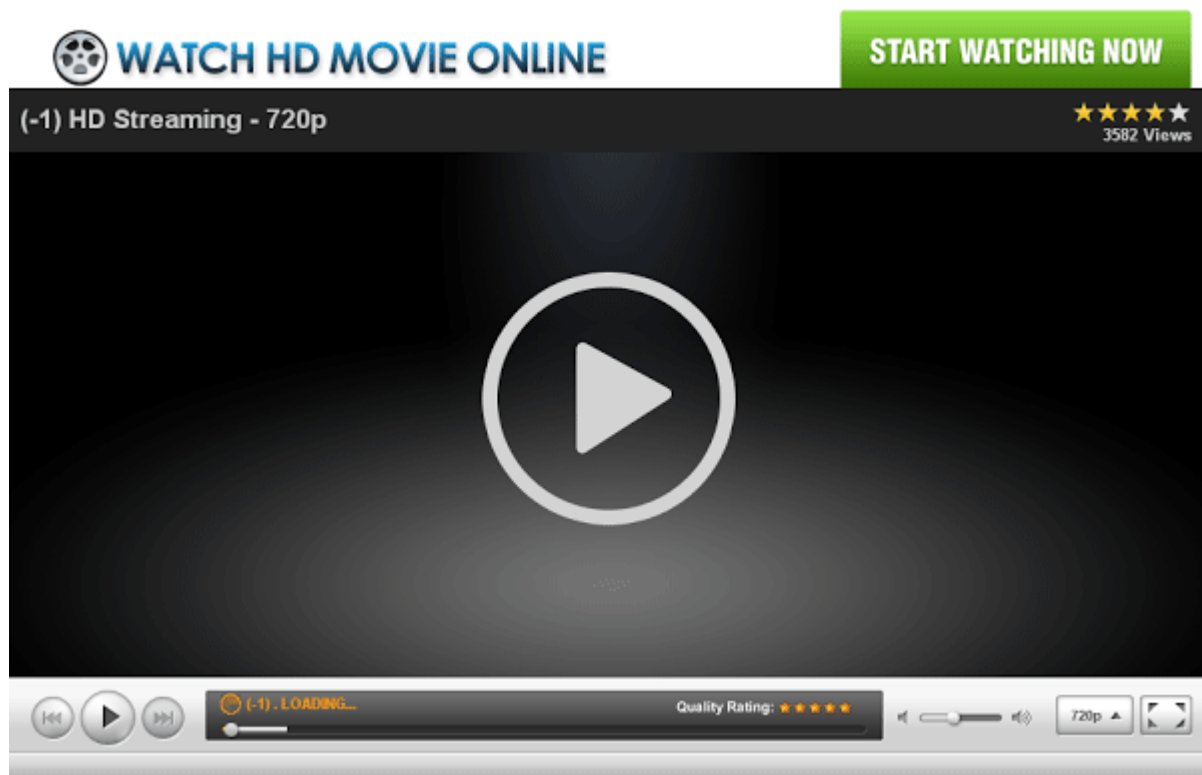 WATCH HD MOVIE ONLINE
START WATCHING NOW
(-1) HD Streaming - 720p
3582 Views
(-1) . LOADING...
Quality Rating:
720p